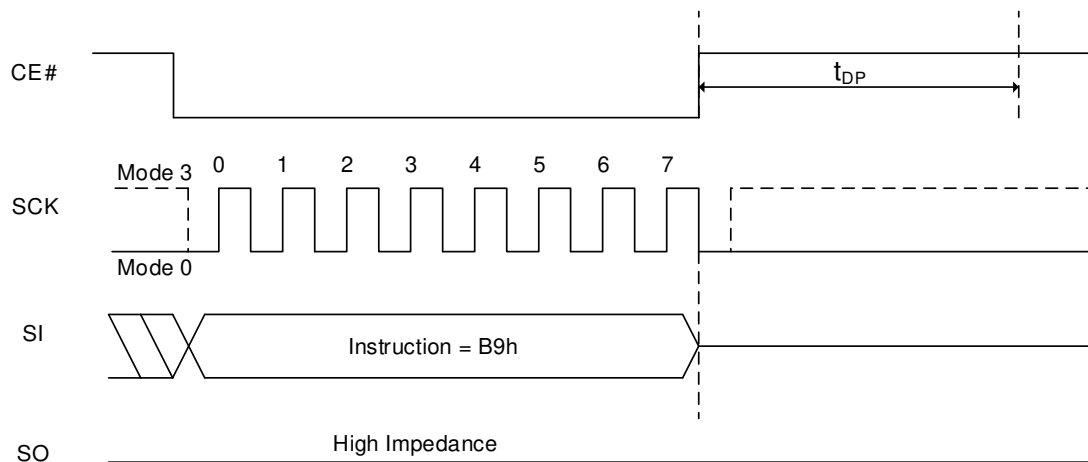 CE#
tDP
Mode 3 0 1 2 3 4 5 6 7
SCK
Mode 0
SI
Instruction = B9h
High Impedance
SO